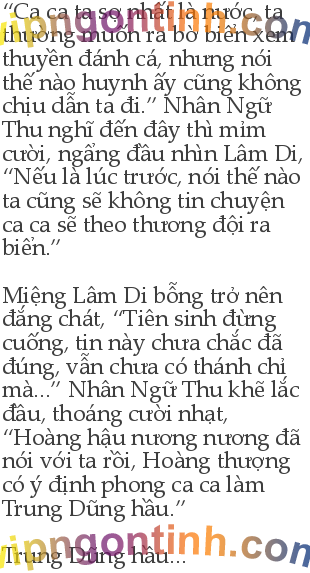 “Ca ca ta sợ nhất là nước, ta
thường muốn ra bờ biển xem
thuyền đánh cá, nhưng nói
thế nào huynh ấy cũng không
chịu dẫn ta đi.” Nhân Ngữ
Thu nghĩ đến đây thì mỉm
cười, ngẩng đầu nhìn Lâm Di,
“Nếu là lúc trước, nói thế nào
ta cũng sẽ không tin chuyện
ca ca sẽ theo thương đội ra
biển.”
Miệng Lâm Di bỗng trở nên
đắng chát, “Tiên sinh đừng
cuống, tin này chưa chắc đã
đúng, vẫn chưa có thánh chỉ
mà...” Nhân Ngữ Thu khẽ lắc
đầu, thoáng cười nhạt,
“Hoàng hậu nương nương đã
nói với ta rồi, Hoàng thượng
có ý định phong ca ca làm
Trung Dũng hầu.”
Trung Dũng hầu...
vipngontinh.com
vipngontinh.com